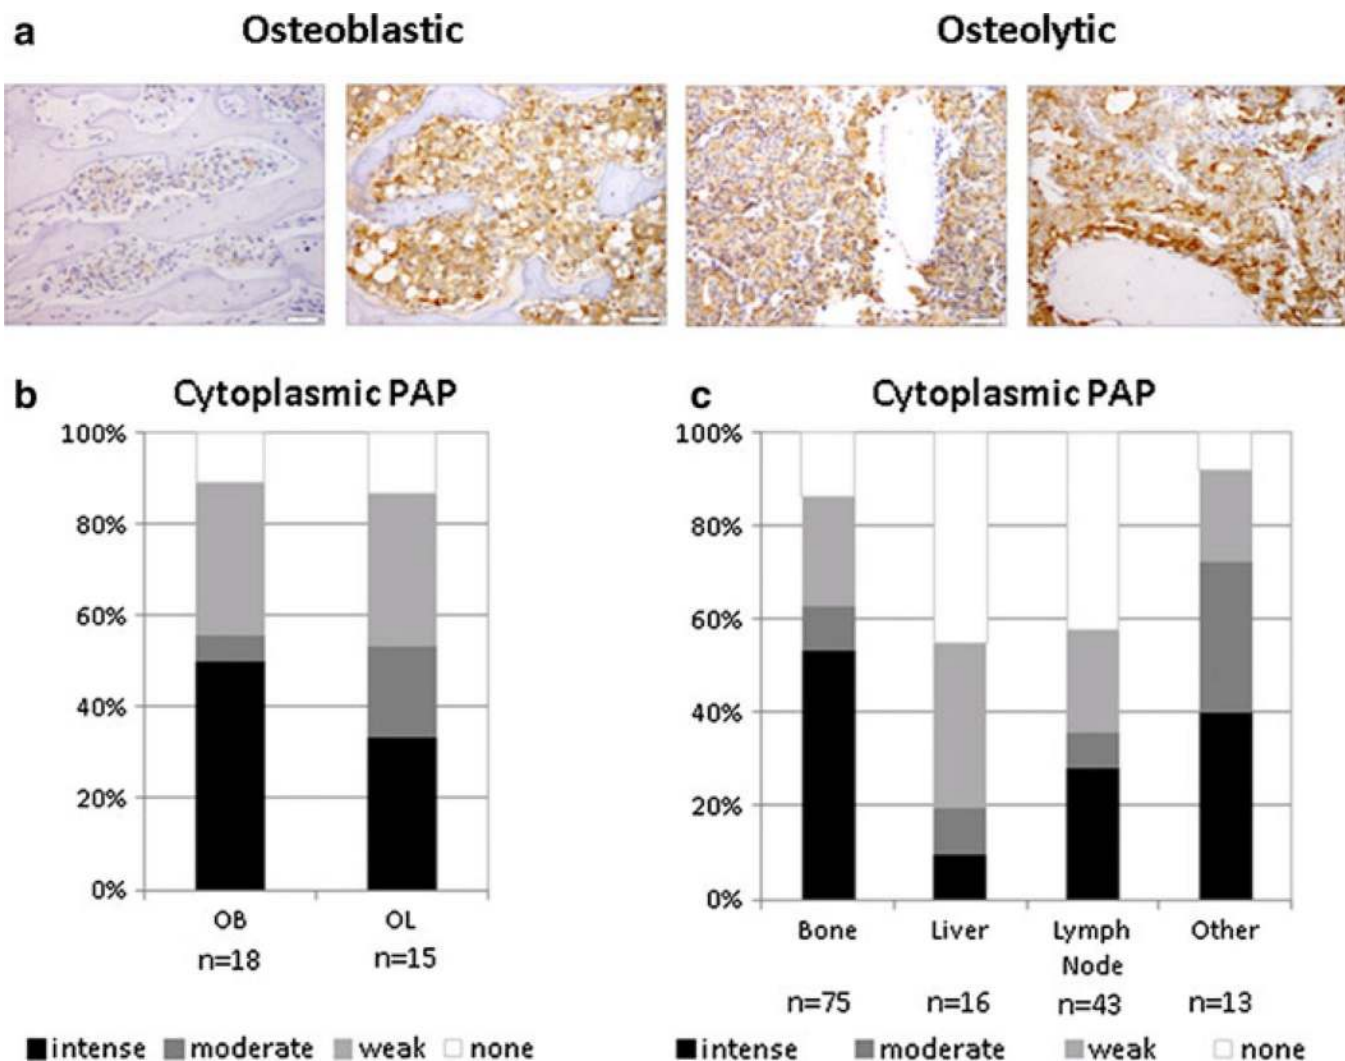 a
Osteoblastic
Osteolytic
b
Cytoplasmic PAP
100%
80%
60%
40%
20%
0%
OB
OL
n=18
n=15
intense
moderate
weak
none
c
Cytoplasmic PAP
100%
80%
60%
40%
20%
0%
Bone
Liver
Lymph
Node
Other
n=75
n=16
n=43
n=13
intense
moderate
weak
none